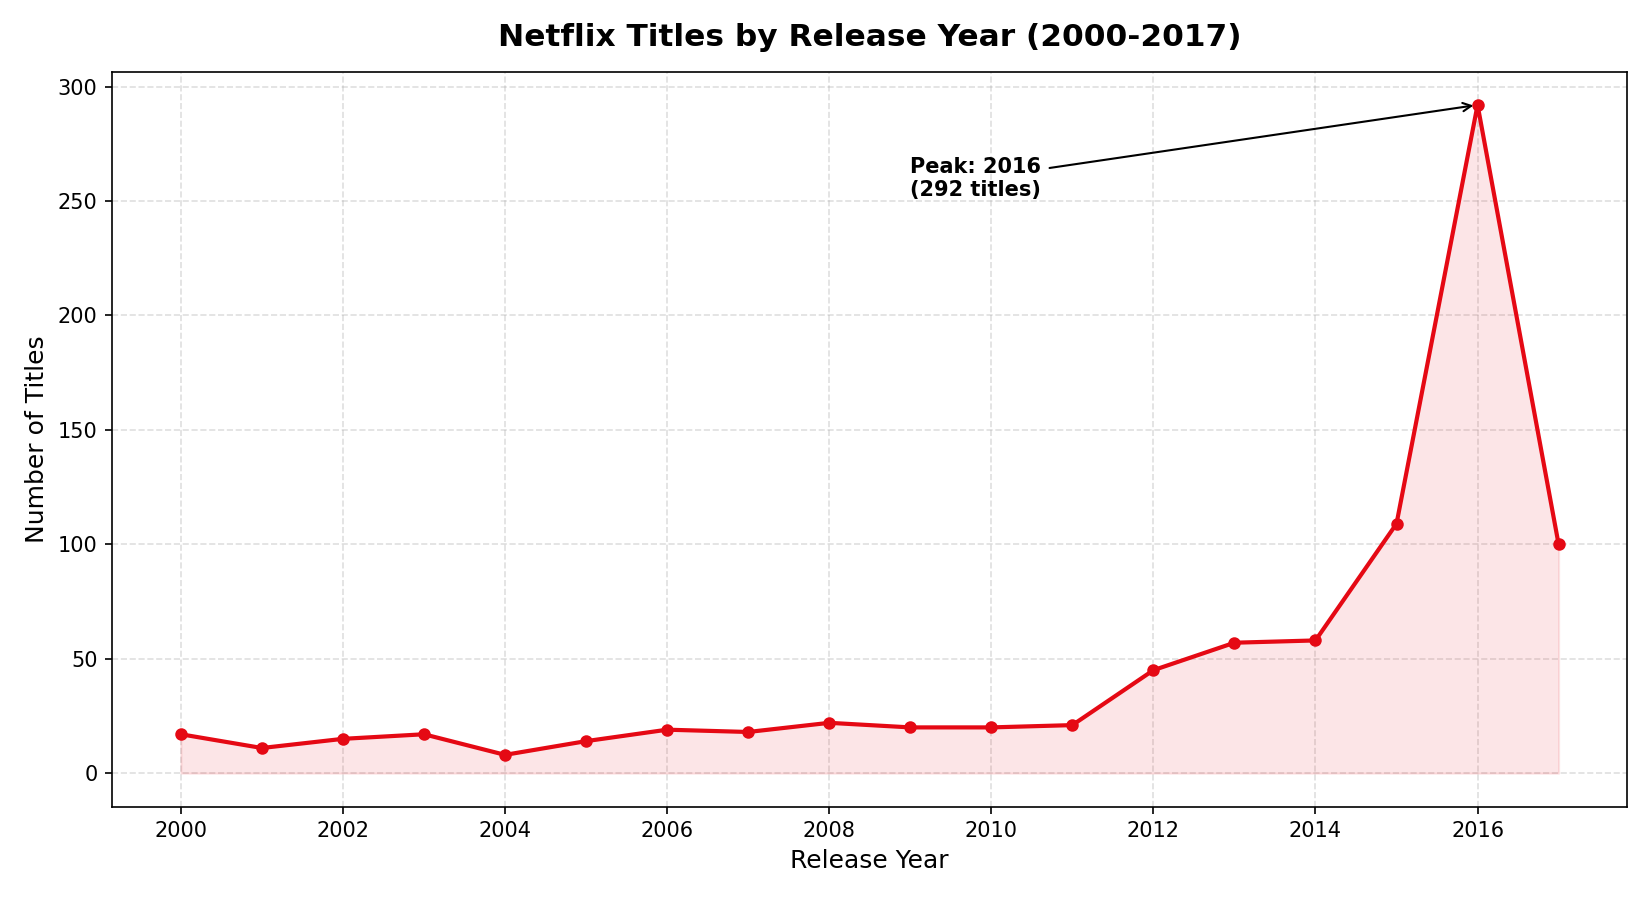 Netflix Titles by Release Year (2000-2017)
300
250
200
150
100
50
0
Number of Titles
Peak: 2016
(292 titles)
2000 2002 2004 2006 2008 2010 2012 2014 2016
Release Year